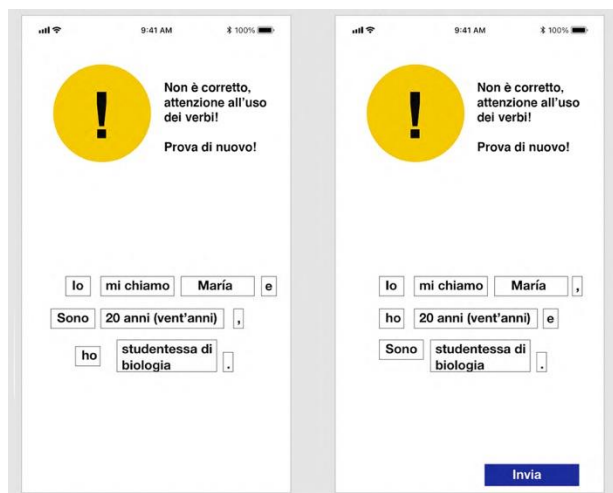 9:41 AM 100%
Non è corretto,
attenzione all'uso
dei verbi!
Prova di nuovo!
Io mi chiamo María e
Sono 20 anni (vent'anni) ,
ho studentessa di
biologia .
9:41 AM 100%
Non è corretto,
attenzione all'uso
dei verbi!
Prova di nuovo!
Io mi chiamo María ,
ho 20 anni (vent'anni) e
Sono studentessa di
biologia .
Invia